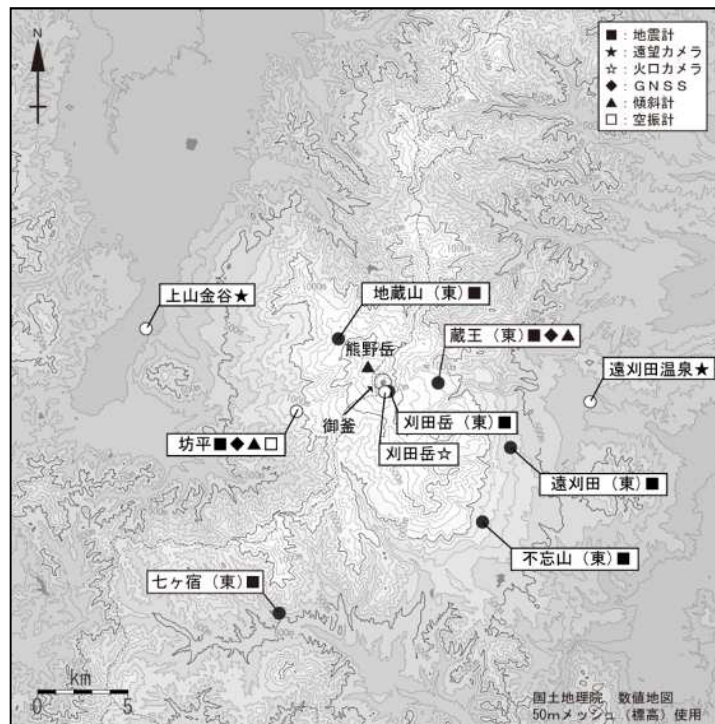 N
■：地震計
★：遠望カメラ
☆：火口カメラ
◆：ＧＮＳＳ
▲：傾斜計
□：空振計
上山金谷★
地蔵山（東）■
熊野岳
蔵王（東）■◆▲
遠刈田温泉★
御釜
刈田岳（東）■
坊平■◆▲□
刈田岳☆
遠刈田（東）■
不忘山（東）■
七ヶ宿（東）■
km
0 5
国土地理院　数値地図
50mメッシュ（標高）使用
1000m